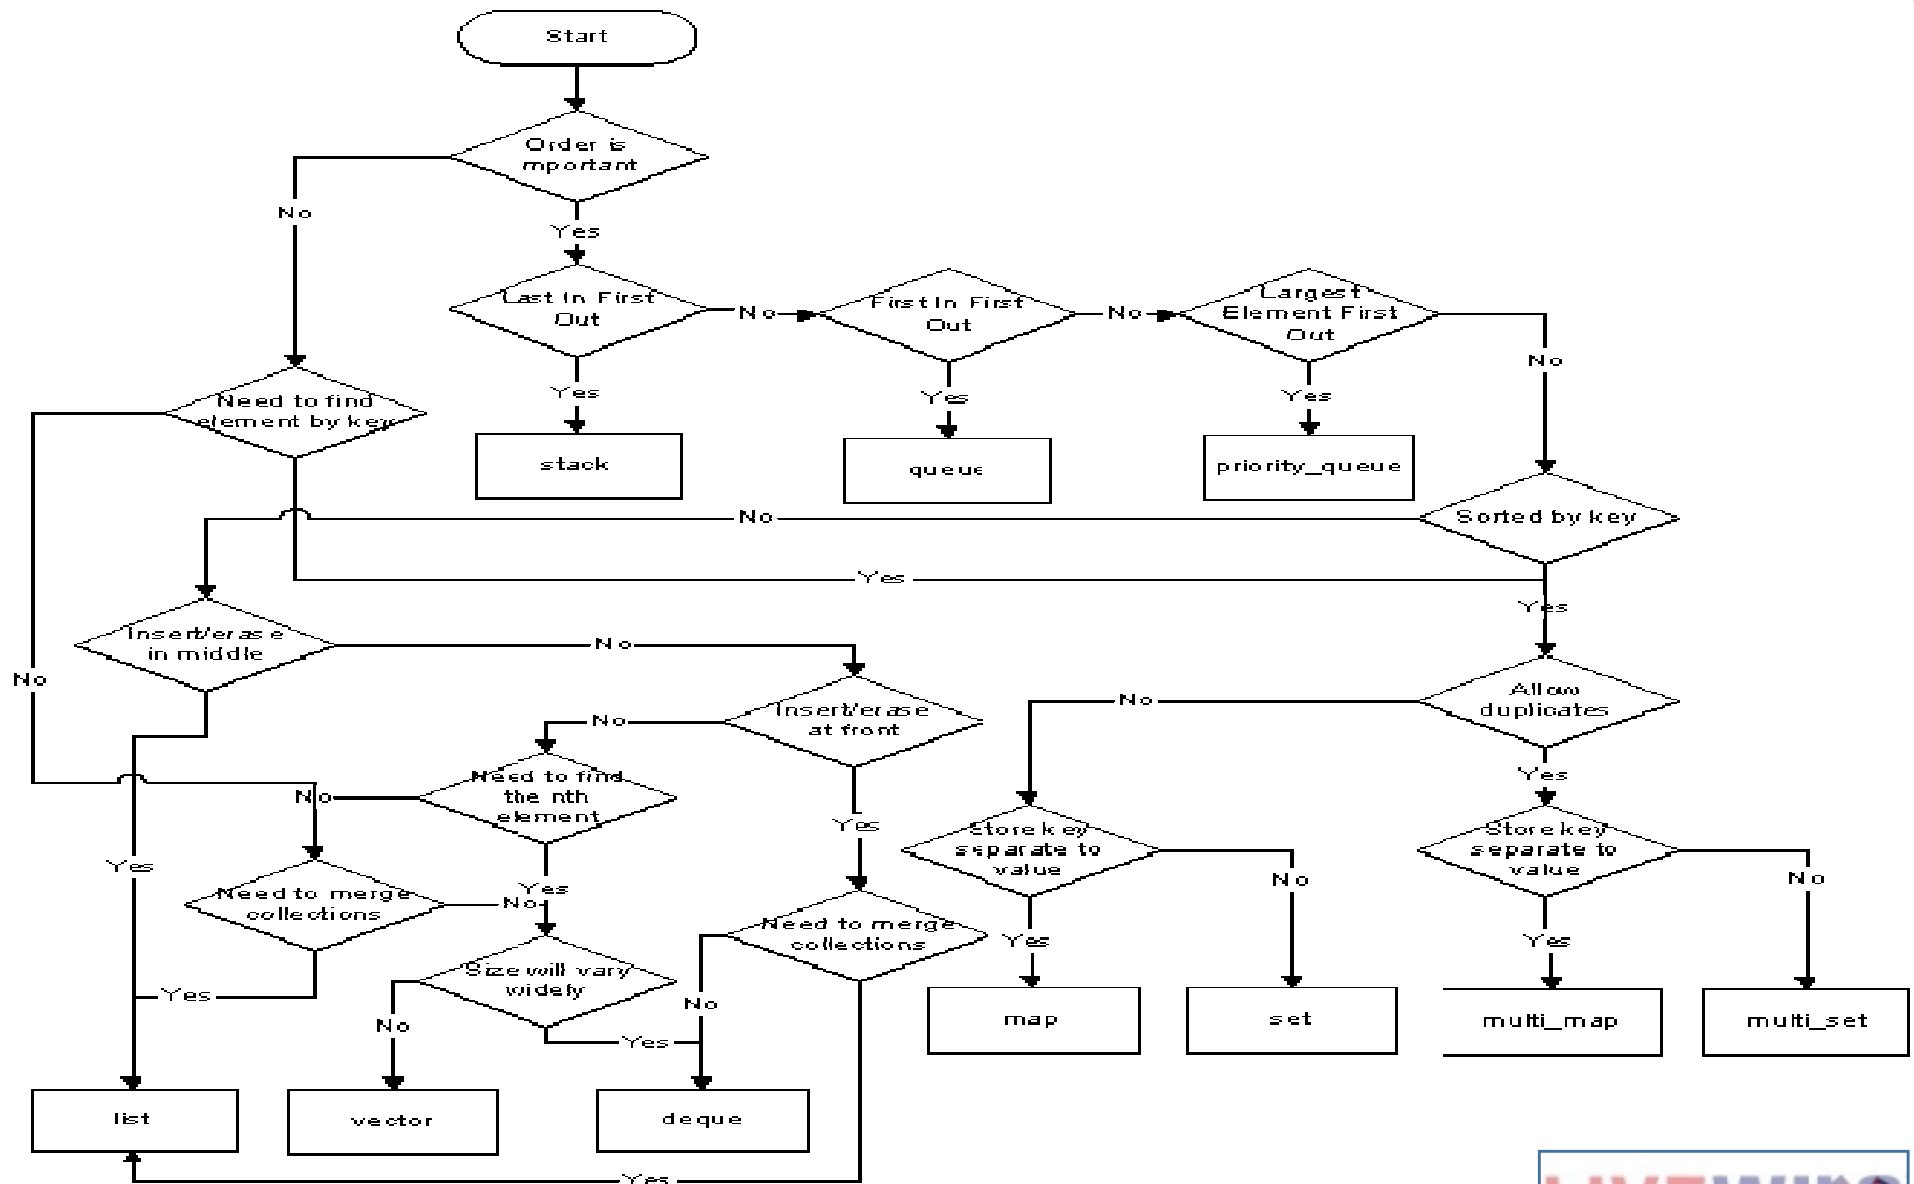 Start
Order is
mportant
No
Yes
Last In First
Out
No
First In First
Out
No
Largest
Element First
Out
No
Yes
Yes
Yes
Need to find
element by key
stack
queue
priority_queue
No
Sorted by key
Yes
Yes
Insert/erase
in middle
No
No
Insert/erase
at front
No
Allow
duplicates
No
Need to find
the nth
element
No
Yes
Yes
Yes
Store key
separate to
value
No
Store key
separate to
value
No
Need to merge
collections
Yes
No
Need to merge
collections
Yes
Yes
Size will vary
widely
Yes
No
No
Yes
map
set
multi_map
multi_set
list
vector
deque
Yes
LIVEWIRE